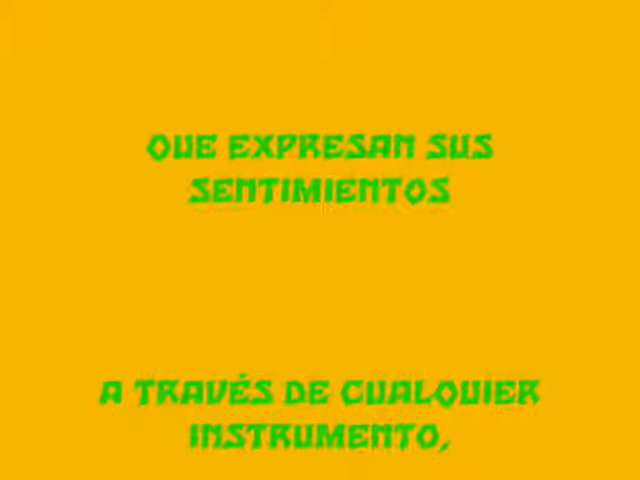 QUE EXPRESAN SUS
SENTIMIENTOS
A TRAVÉS DE CUALQUIER
INSTRUMENTO,